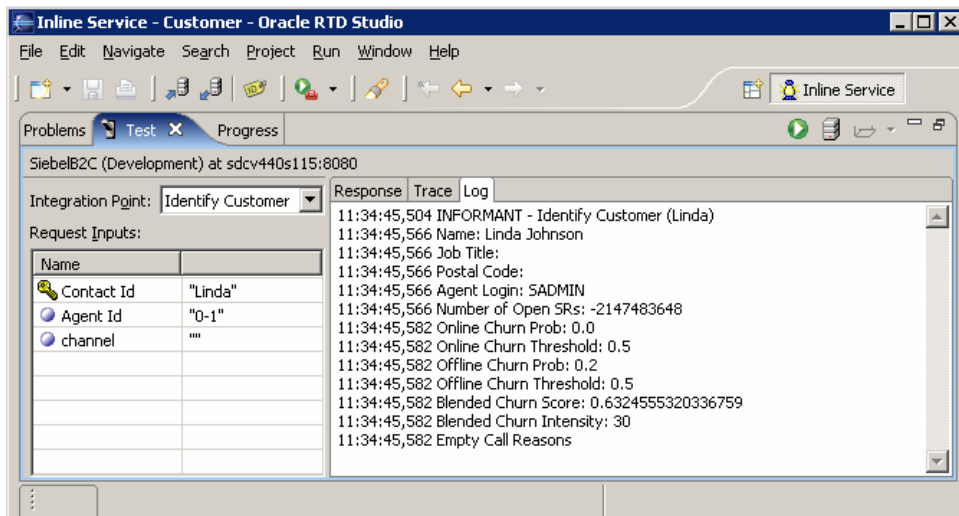 Inline Service - Customer - Oracle RTD Studio
File Edit Navigate Search Project Run Window Help
Inline Service
Problems Test Progress
SiebelB2C (Development) at sdcv440s115:8080
Integration Point: Identify Customer
Request Inputs:
Name
Contact Id "Linda"
Agent Id "0-1"
channel ""
Response Trace Log
11:34:45,504 INFORMANT - Identify Customer (Linda)
11:34:45,566 Name: Linda Johnson
11:34:45,566 Job Title:
11:34:45,566 Postal Code:
11:34:45,566 Agent Login: SADMIN
11:34:45,566 Number of Open SRs: -2147483648
11:34:45,582 Online Churn Prob: 0.0
11:34:45,582 Online Churn Threshold: 0.5
11:34:45,582 Offline Churn Prob: 0.2
11:34:45,582 Offline Churn Threshold: 0.5
11:34:45,582 Blended Churn Score: 0.6324555320336759
11:34:45,582 Blended Churn Intensity: 30
11:34:45,582 Empty Call Reasons